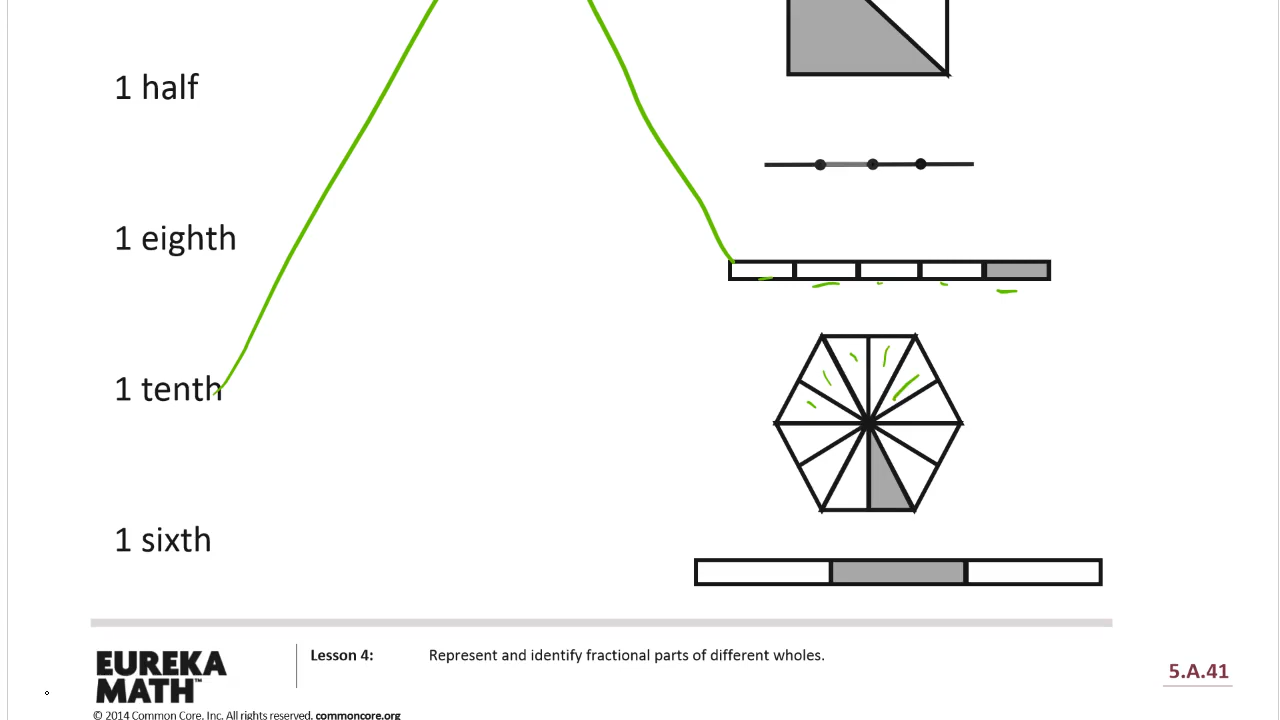 1 half
1 eighth
1 tenth
1 sixth
EUREKA
MATH™
Lesson 4: Represent and identify fractional parts of different wholes.
5.A.41
© 2014 Common Core, Inc. All rights reserved. commoncore.org